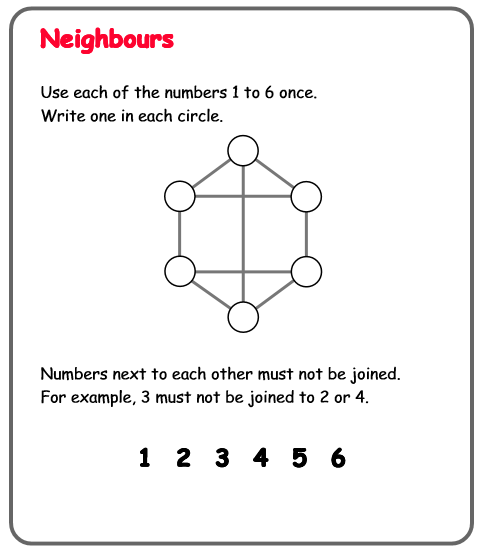 Neighbours
Use each of the numbers 1 to 6 once.
Write one in each circle.
Numbers next to each other must not be joined.
For example, 3 must not be joined to 2 or 4.
1 2 3 4 5 6